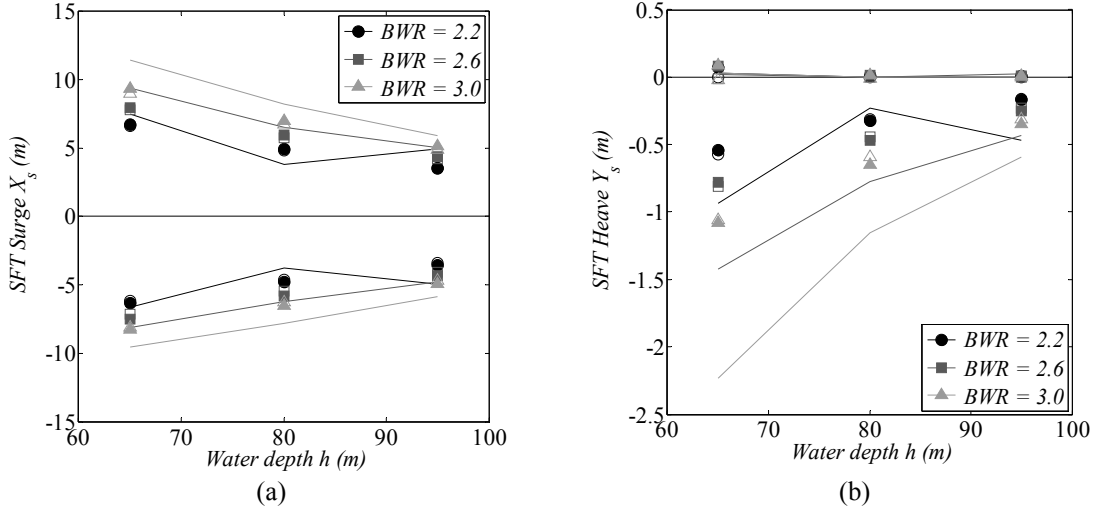 15
10
5
0
-5
-10
-15
60 70 80 90 100
SFT Surge X_s (m)
Water depth h (m)
BWR = 2.2
BWR = 2.6
BWR = 3.0
(a)
0.5
0
-0.5
-1
-1.5
-2
-2.5
60 70 80 90 100
SFT Heave Y_s (m)
Water depth h (m)
BWR = 2.2
BWR = 2.6
BWR = 3.0
(b)